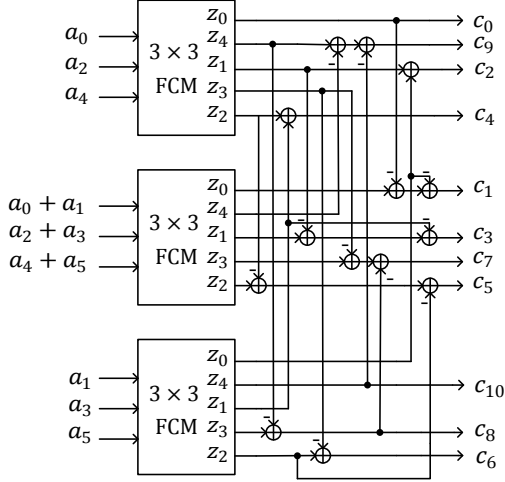 z₀ c₀
a₀ z₄ c₉
3 × 3
a₂ z₁ c₂
FCM z₃
a₄
z₂ c₄
z₀ c₁
a₀ + a₁ z₄
3 × 3
a₂ + a₃ z₁ c₃
FCM z₃ c₇
a₄ + a₅
z₂ c₅
z₀
a₁ z₄ c₁₀
3 × 3
a₃ z₁
FCM z₃ c₈
a₅
z₂ c₆